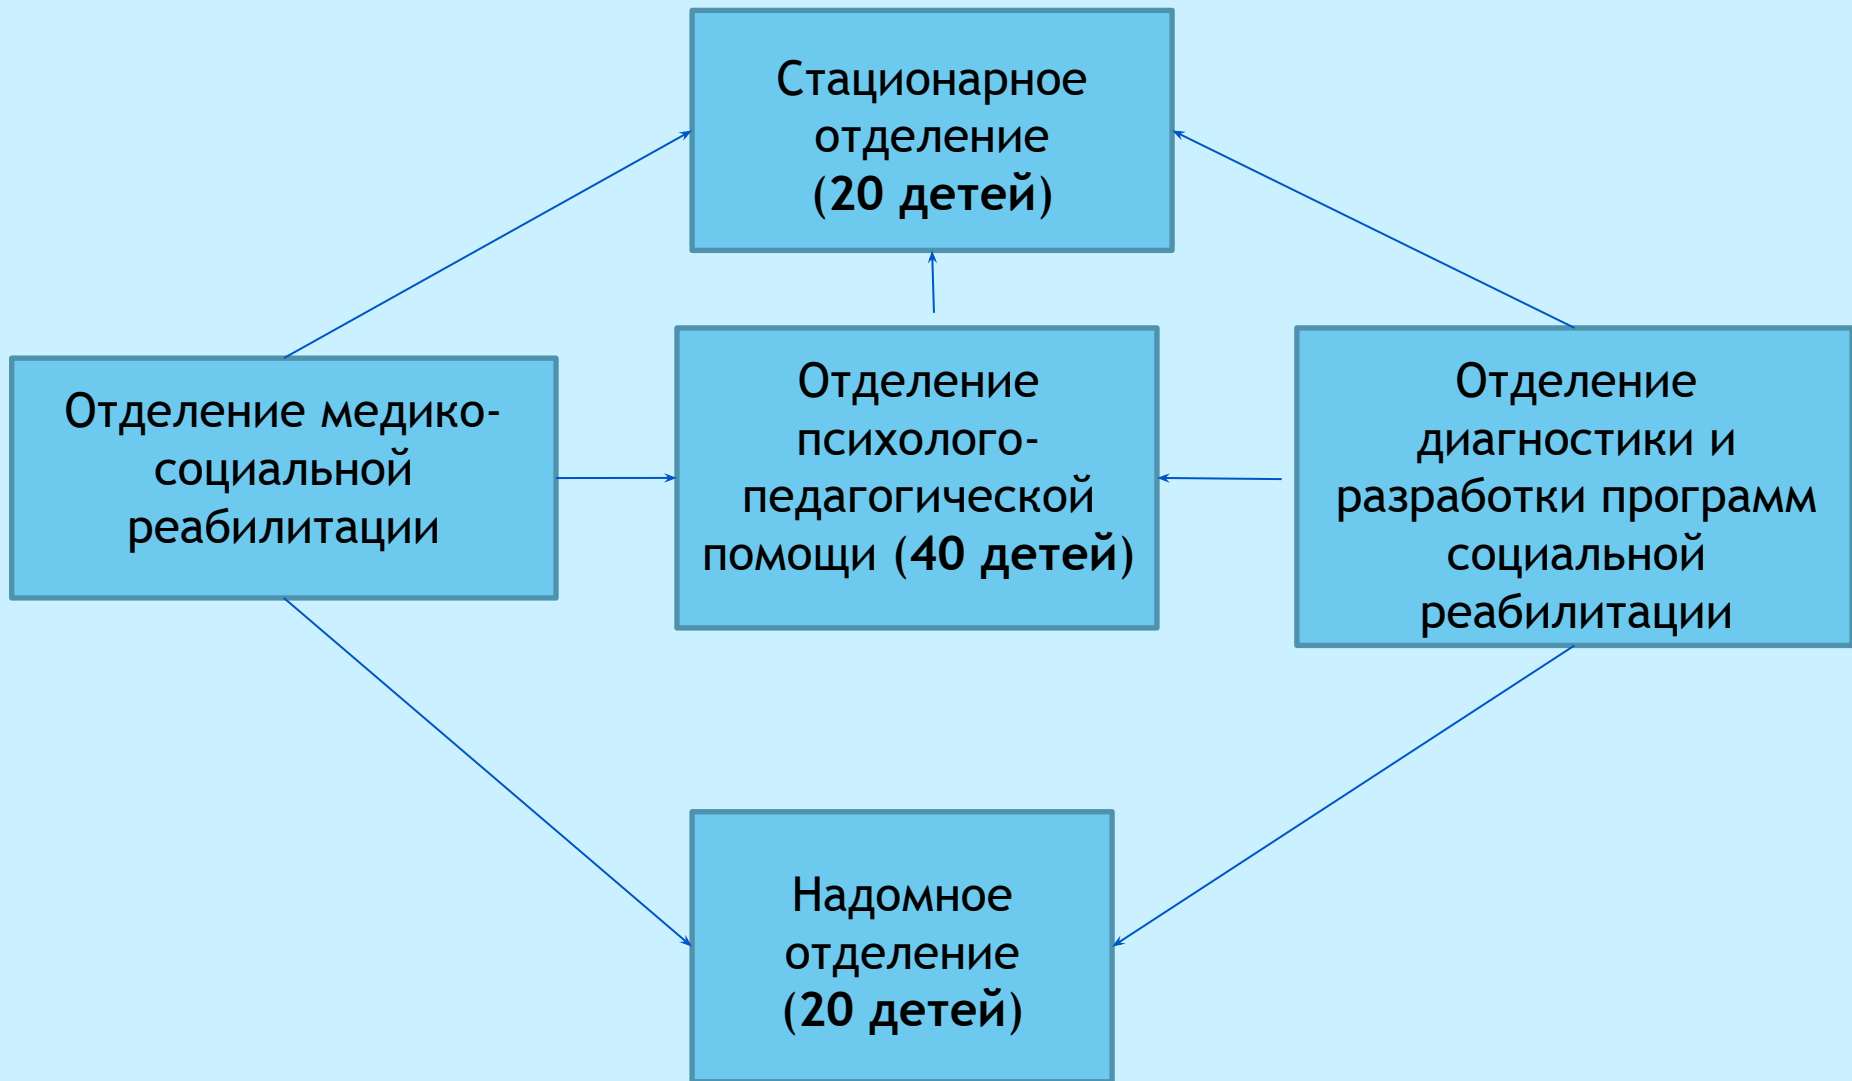 Стационарное
отделение
(20 детей)
Отделение медико-
социальной
реабилитации
Отделение
психолого-
педагогической
помощи (40 детей)
Отделение
диагностики и
разработки программ
социальной
реабилитации
Надомное
отделение
(20 детей)